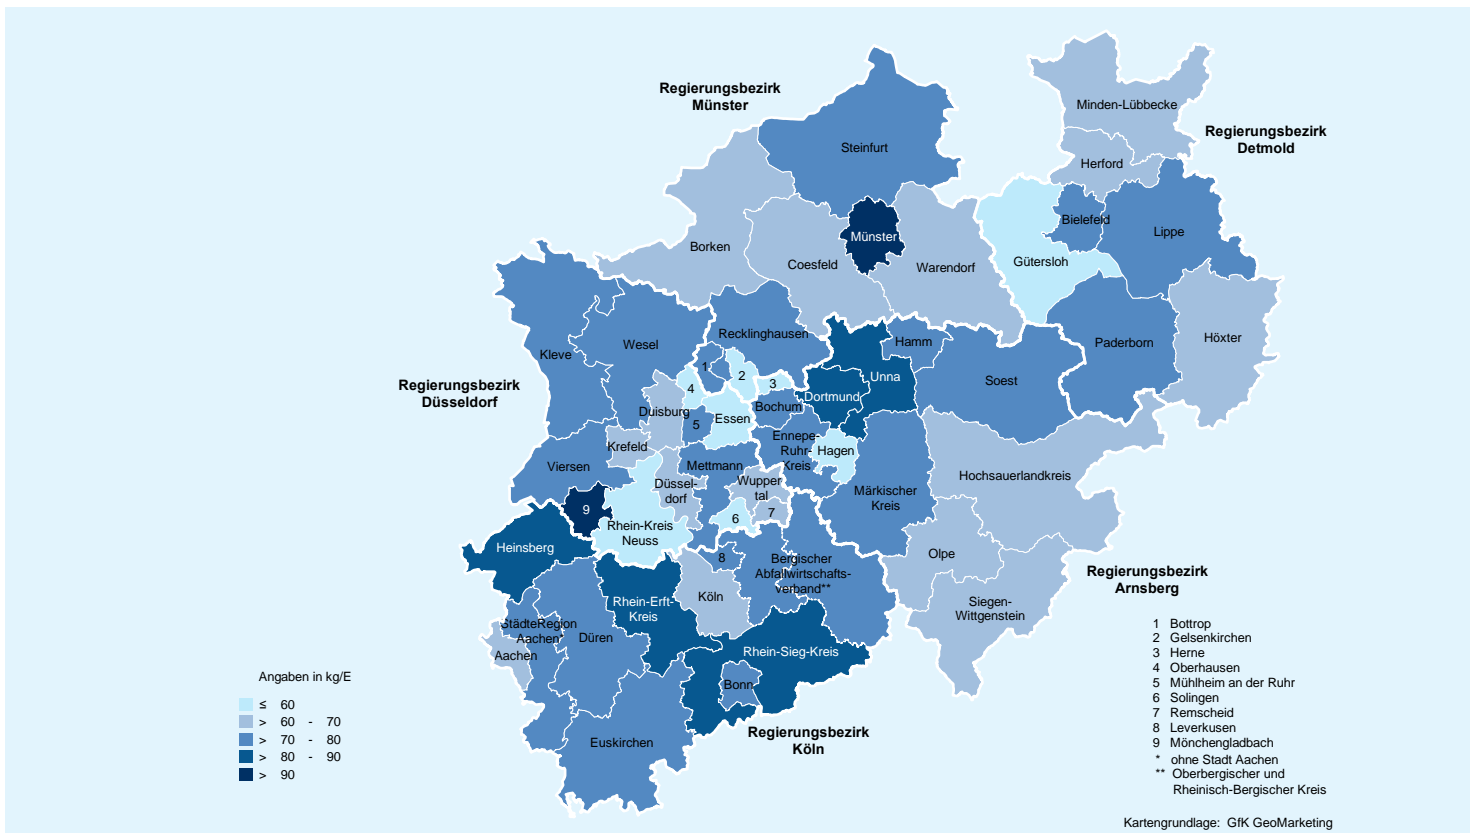 Regierungsbezirk
Münster
Minden-Lübbecke
Regierungsbezirk
Detmold
Steinfurt
Herford
Bielefeld
Lippe
Münster
Borken
Coesfeld
Warendorf
Gütersloh
Recklinghausen
Hamm
Paderborn
Höxter
Wesel
Kleve
Unna
Soest
Regierungsbezirk
Düsseldorf
1
2
3
4
Dortmund
Duisburg
Essen
Bochum
5
Krefeld
Ennepe-
Ruhr-
Kreis
Hagen
Viersen
Mettmann
Hochsauerlandkreis
Düssel-
dorf
Wupper
tal
Märkischer
Kreis
9
6
7
Rhein-Kreis
Neuss
Heinsberg
8
Bergischer
Abfallwirtschafts-
verband**
Olpe
Regierungsbezirk
Arnsberg
Rhein-Erft-
Kreis
Köln
Siegen-
Wittgenstein
StädteRegion
Aachen
Düren
Aachen
Rhein-Sieg-Kreis
Bonn
Regierungsbezirk
Köln
Euskirchen
Angaben in kg/E
≤ 60
> 60 - 70
> 70 - 80
> 80 - 90
> 90
1 Bottrop
2 Gelsenkirchen
3 Herne
4 Oberhausen
5 Mühlheim an der Ruhr
6 Solingen
7 Remscheid
8 Leverkusen
9 Mönchengladbach
* ohne Stadt Aachen
** Oberbergischer und
Rheinisch-Bergischer Kreis
Kartengrundlage: GfK GeoMarketing